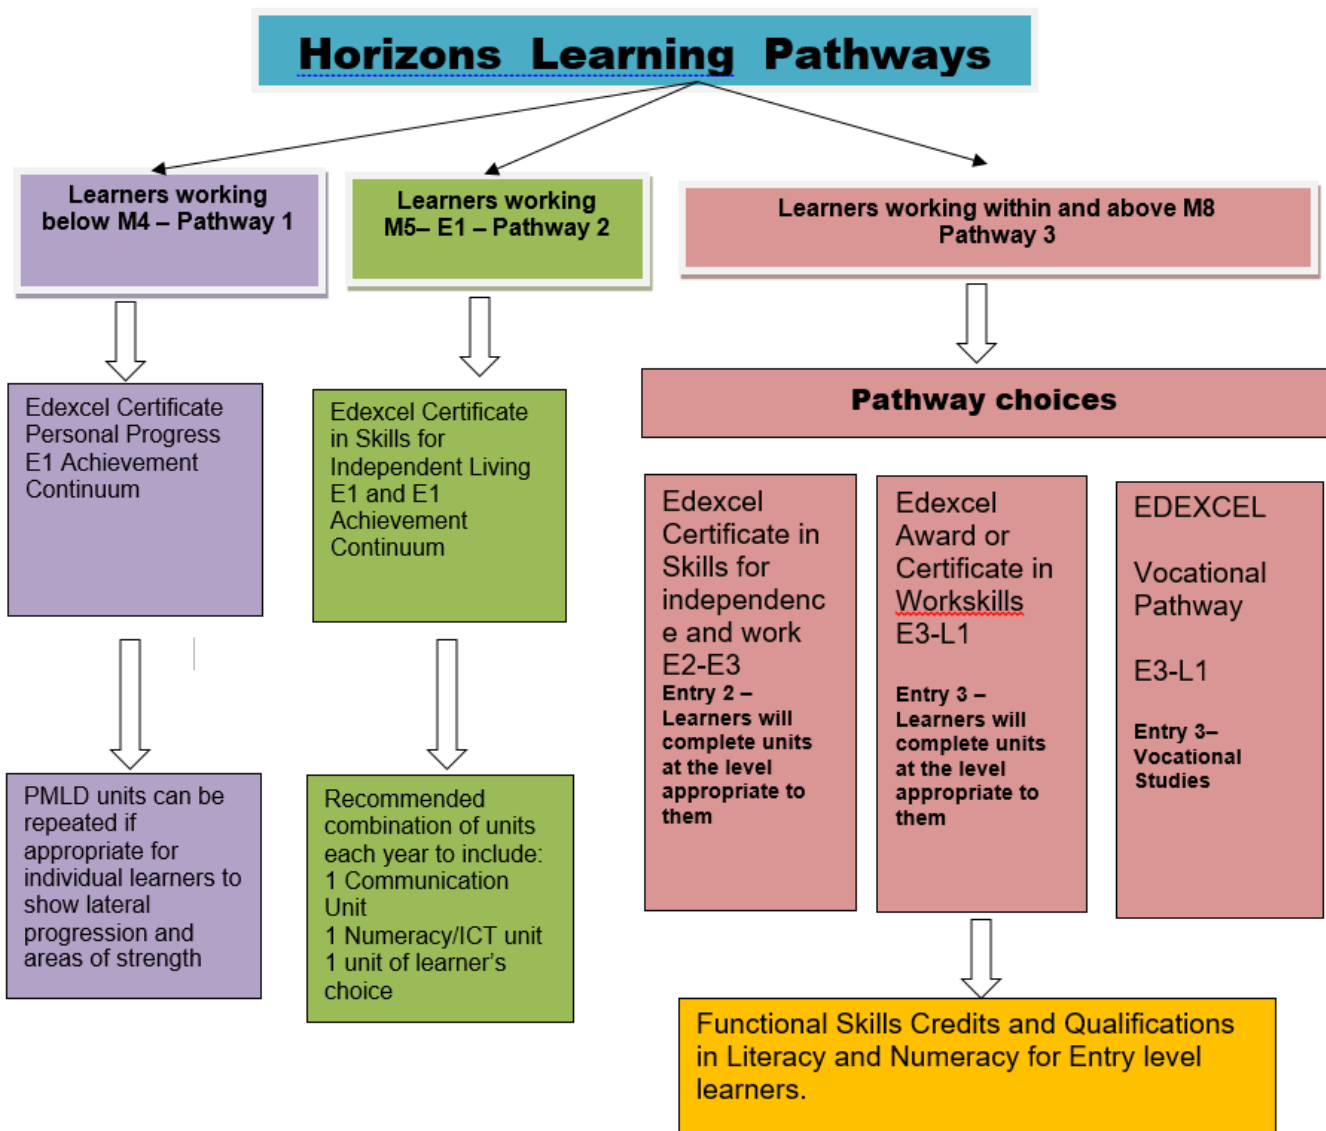 Horizons Learning Pathways
Learners working
below M4 – Pathway 1
Learners working
M5– E1 – Pathway 2
Learners working within and above M8
Pathway 3
Edexcel Certificate
Personal Progress
E1 Achievement
Continuum
Edexcel Certificate
in Skills for
Independent Living
E1 and E1
Achievement
Continuum
Pathway choices
Edexcel
Certificate in
Skills for
independenc
e and work
E2-E3
Entry 2 –
Learners will
complete units
at the level
appropriate to
them
Edexcel
Award or
Certificate in
Workskills
E3-L1
Entry 3 –
Learners will
complete units
at the level
appropriate to
them
EDEXCEL
Vocational
Pathway
E3-L1
Entry 3–
Vocational
Studies
PMLD units can be
repeated if
appropriate for
individual learners to
show lateral
progression and
areas of strength
Recommended
combination of units
each year to include:
1 Communication
Unit
1 Numeracy/ICT unit
1 unit of learner’s
choice
Functional Skills Credits and Qualifications
in Literacy and Numeracy for Entry level
learners.